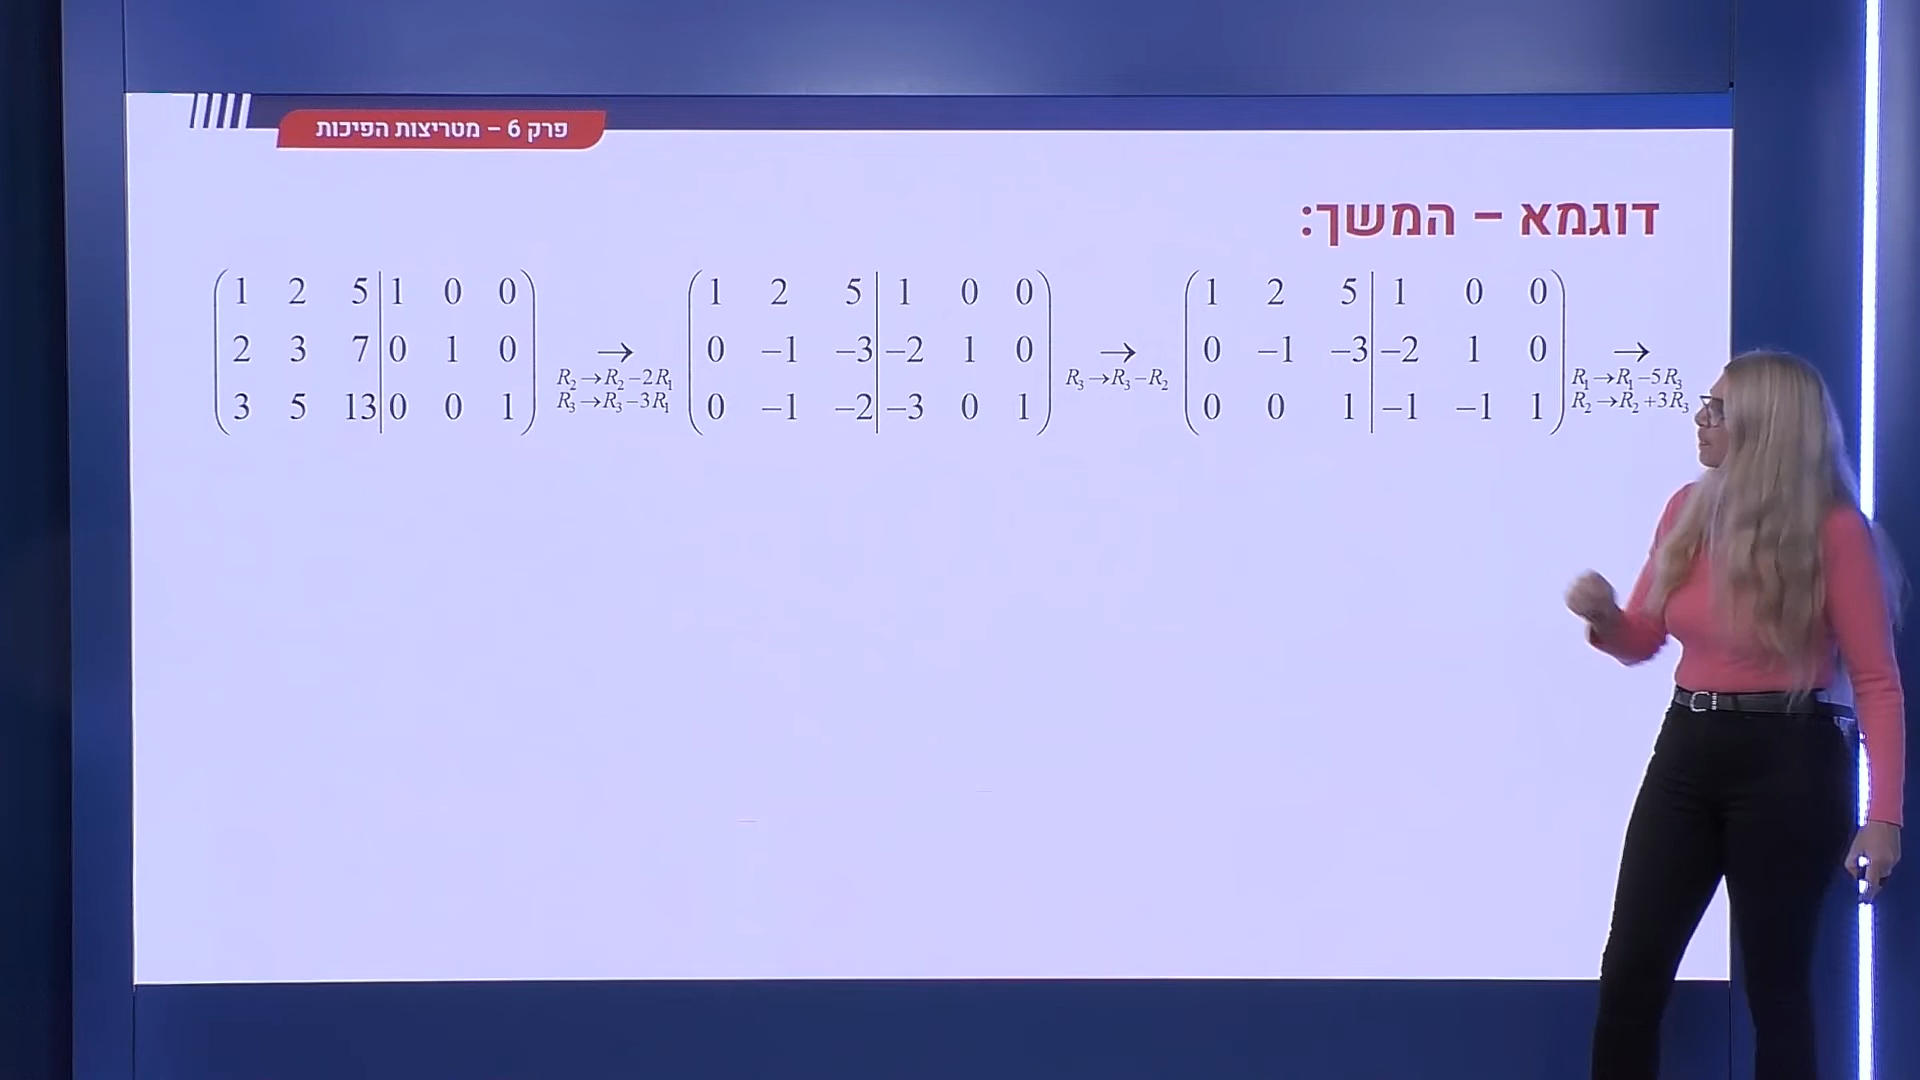 פרק 6 – מטריצות הפיכות
דוגמא – המשך:
1 2 5 | 1 0 0
2 3 7 | 0 1 0
3 5 13 | 0 0 1
→
R₂→R₂−2R₁
R₃→R₃−3R₁
1 2 5 | 1 0 0
0 −1 −3 | −2 1 0
0 −1 −2 | −3 0 1
→
R₃→R₃−R₂
1 2 5 | 1 0 0
0 −1 −3 | −2 1 0
0 0 1 | −1 −1 1
→
R₁→R₁−5R₃
R₂→R₂+3R₃